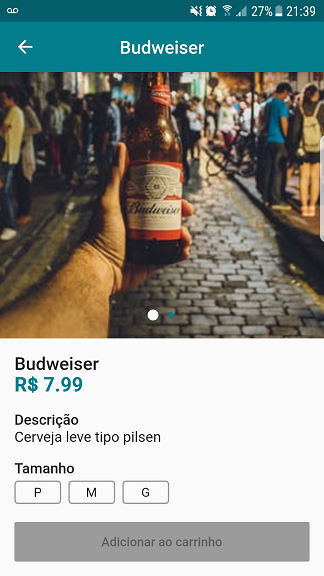 27% 21:39
Budweiser
Budweiser
Budweiser
R$ 7.99
Descrição
Cerveja leve tipo pilsen
Tamanho
P M G
Adicionar ao carrinho